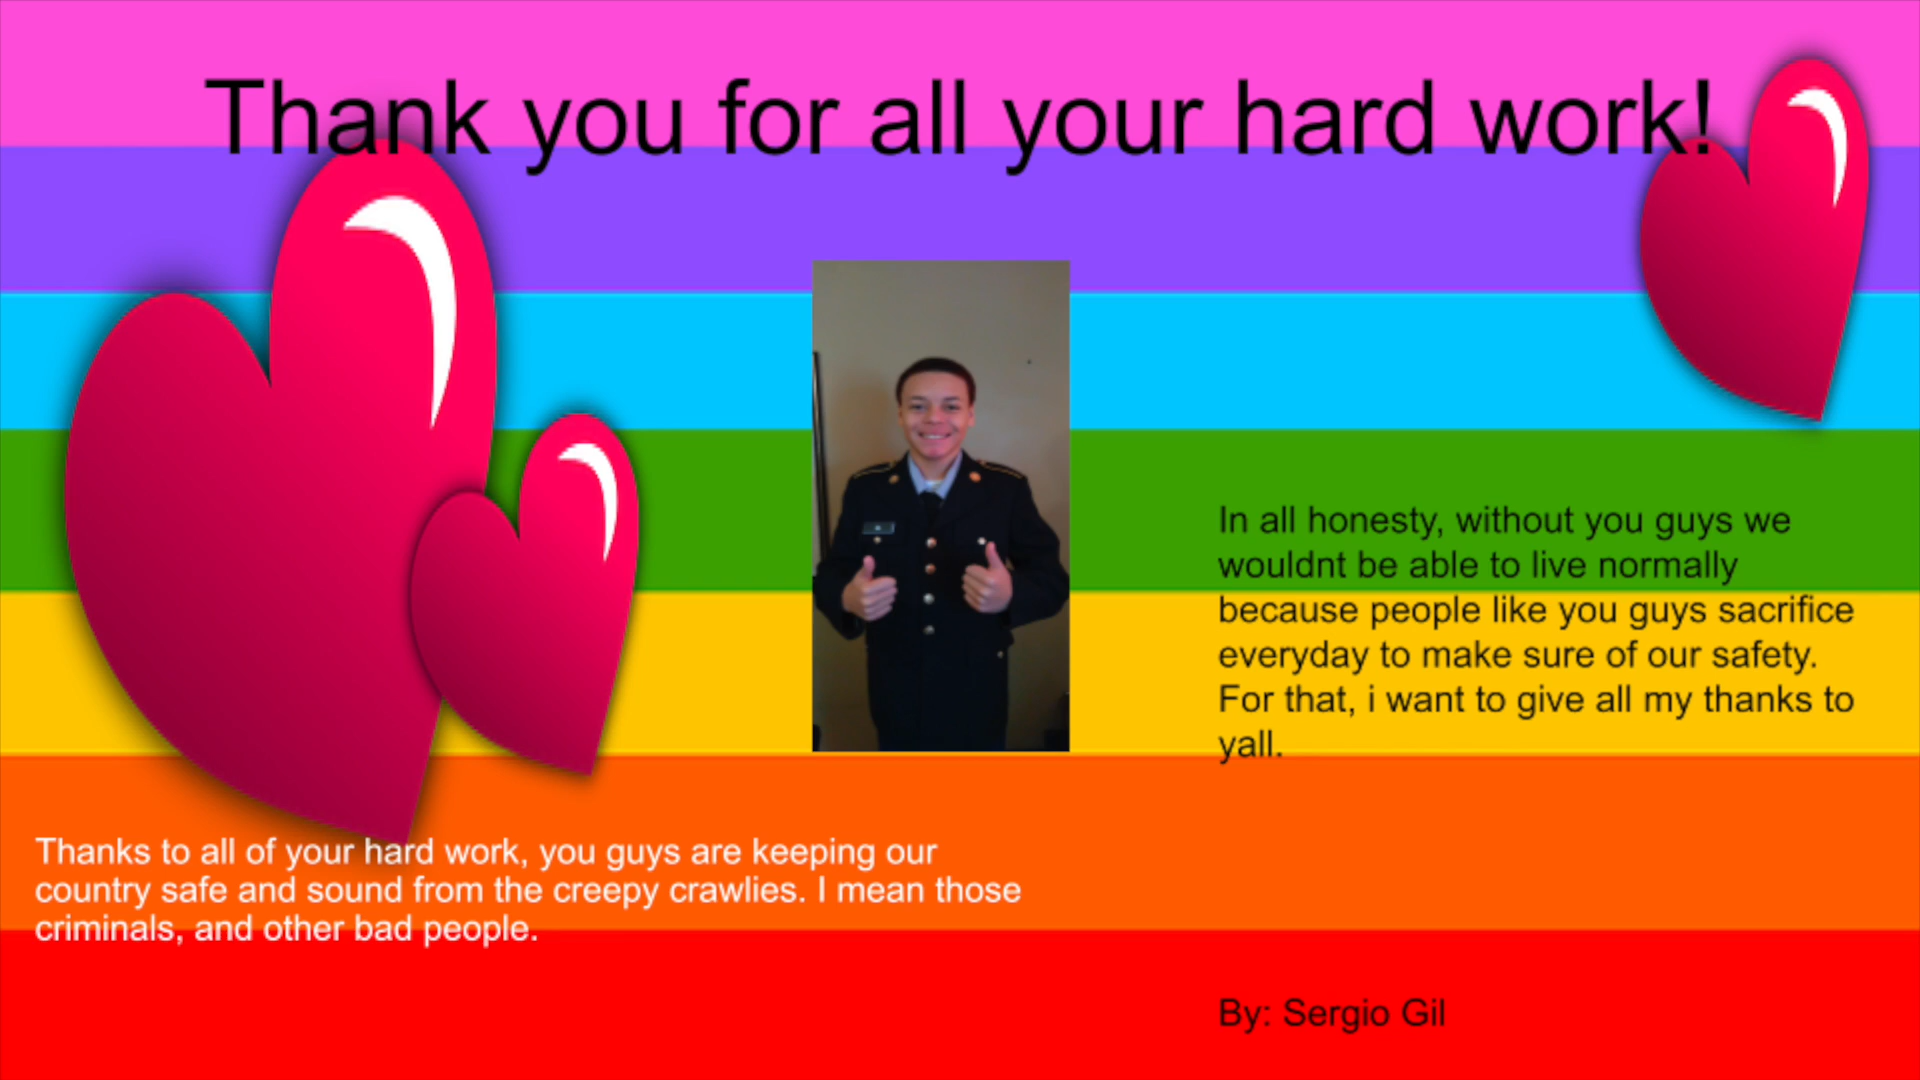 Thank you for all your hard work!
In all honesty, without you guys we
wouldnt be able to live normally
because people like you guys sacrifice
everyday to make sure of our safety.
For that, i want to give all my thanks to
yall.
Thanks to all of your hard work, you guys are keeping our
country safe and sound from the creepy crawlies. I mean those
criminals, and other bad people.
By: Sergio Gil